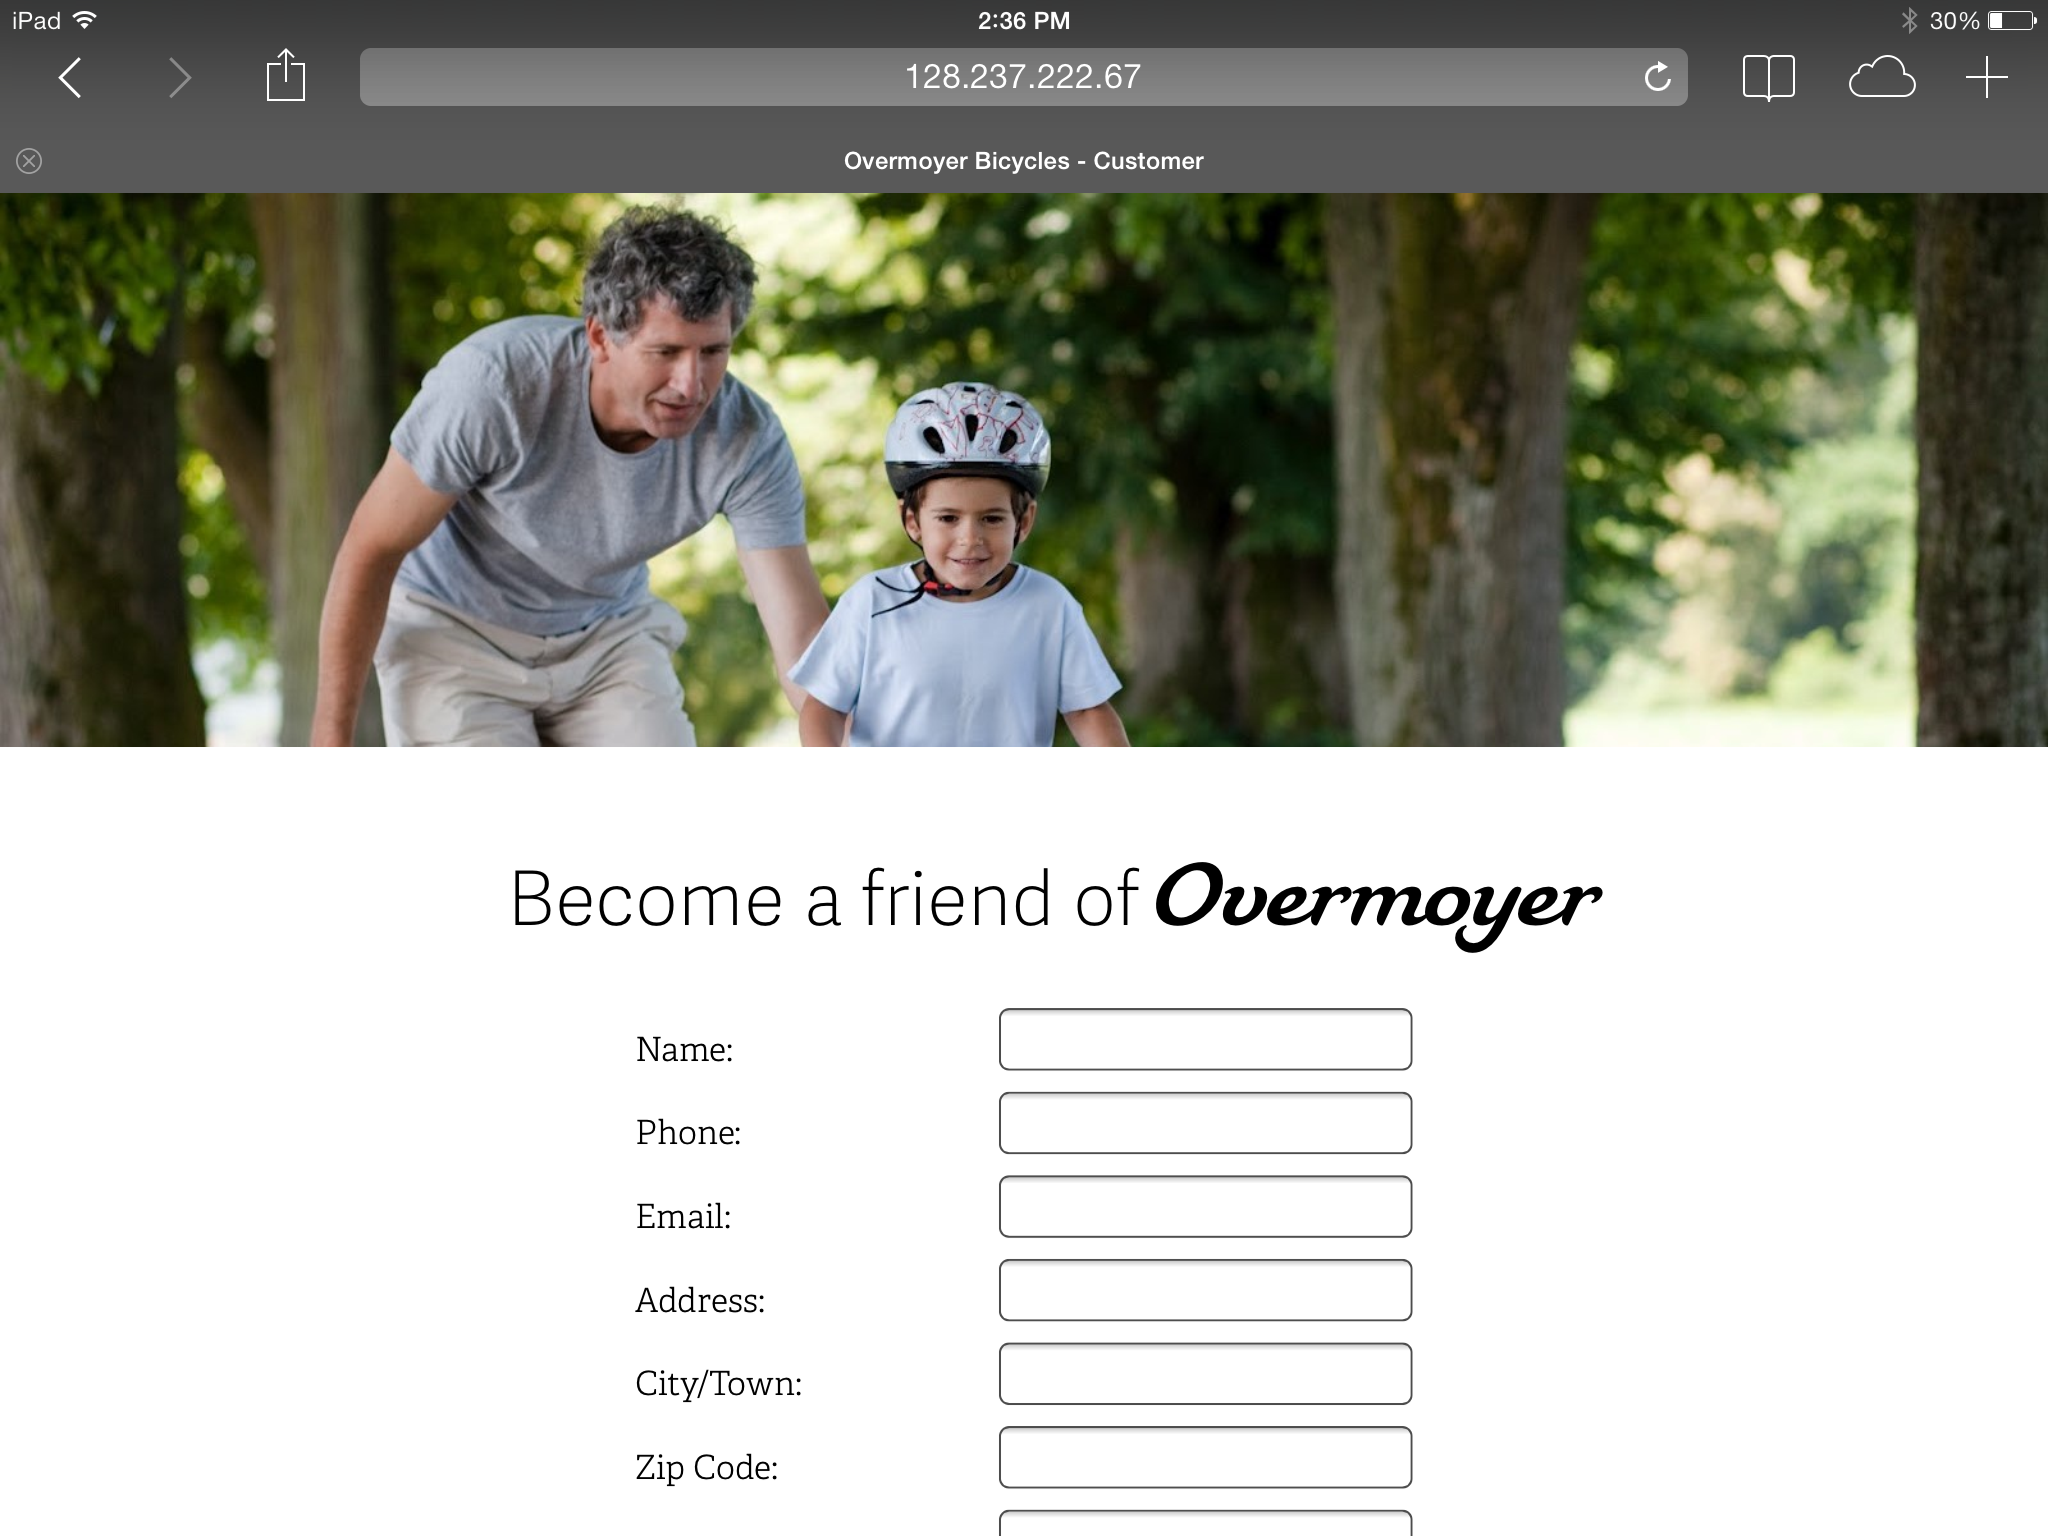 iPad 2:36 PM 30%
128.237.222.67
Overmoyer Bicycles - Customer
Become a friend of Overmoyer
Name:
Phone:
Email:
Address:
City/Town:
Zip Code: